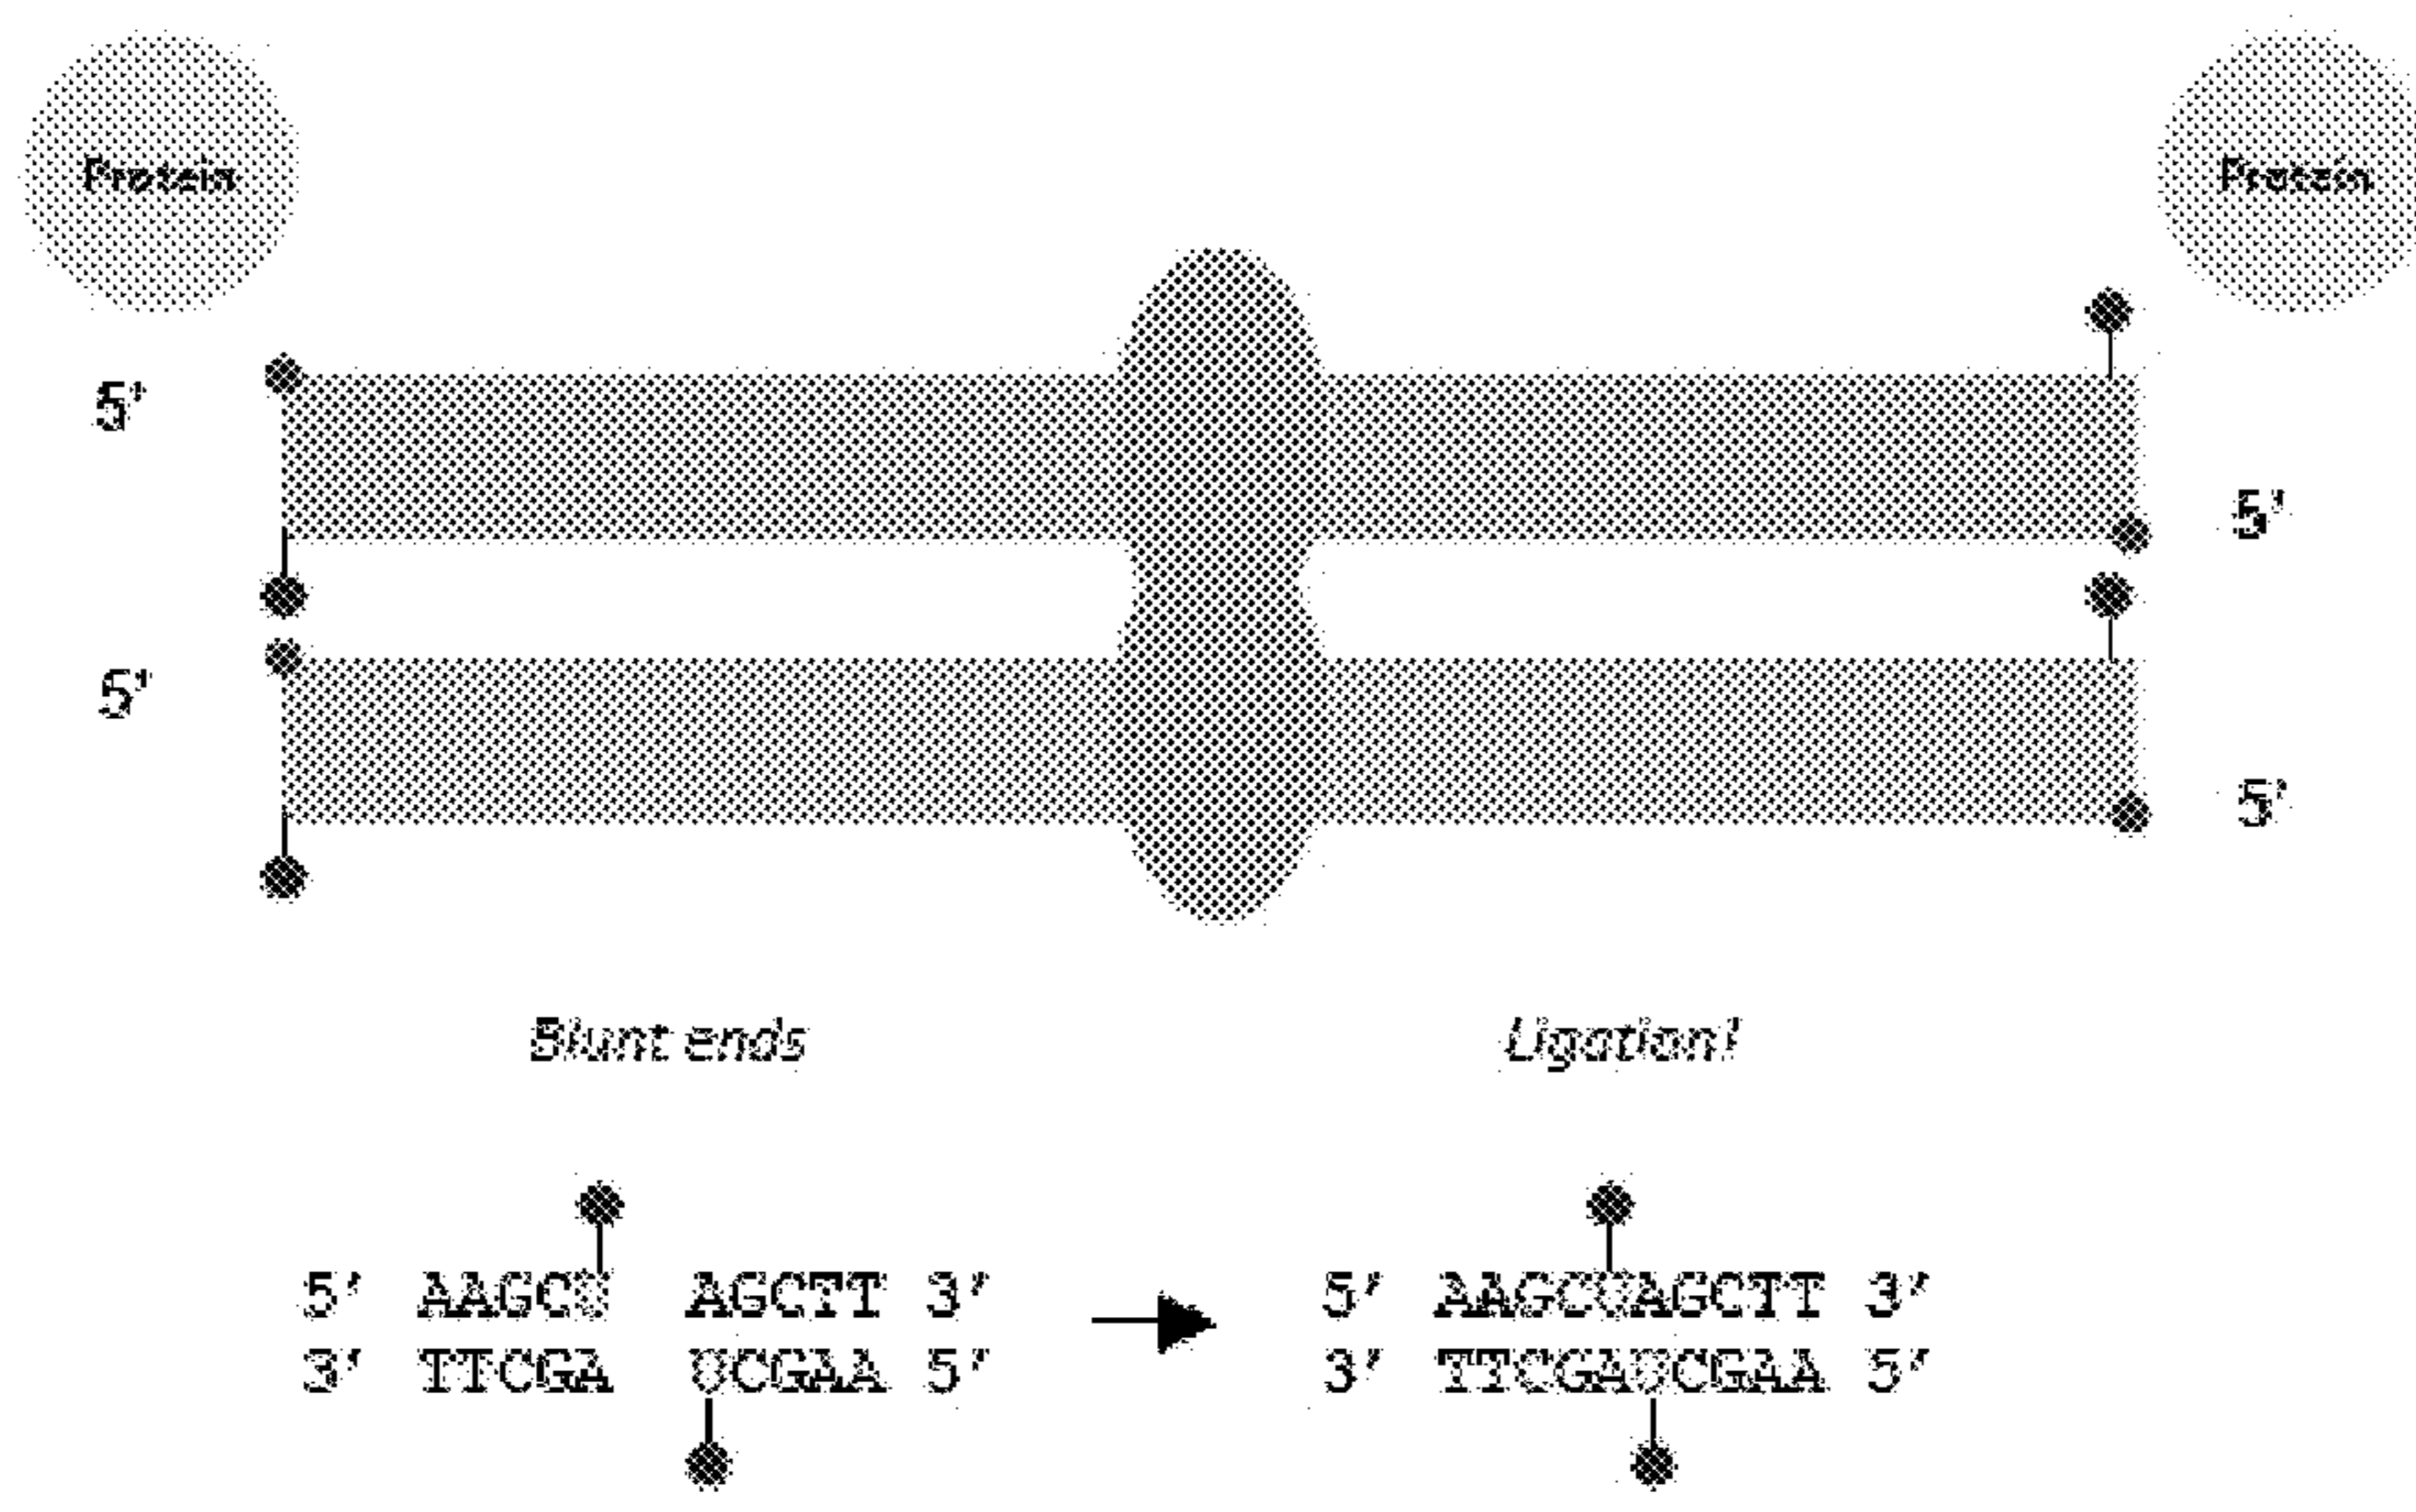 Protein Protein
5'
5'
5'
5'
Blunt ends Ligation!
5' AAGCU AGCTT 3' 5' AAGCUAGCTT 3'
3' TTCGA UCGAA 5' 3' TTCGAUCGAA 5'